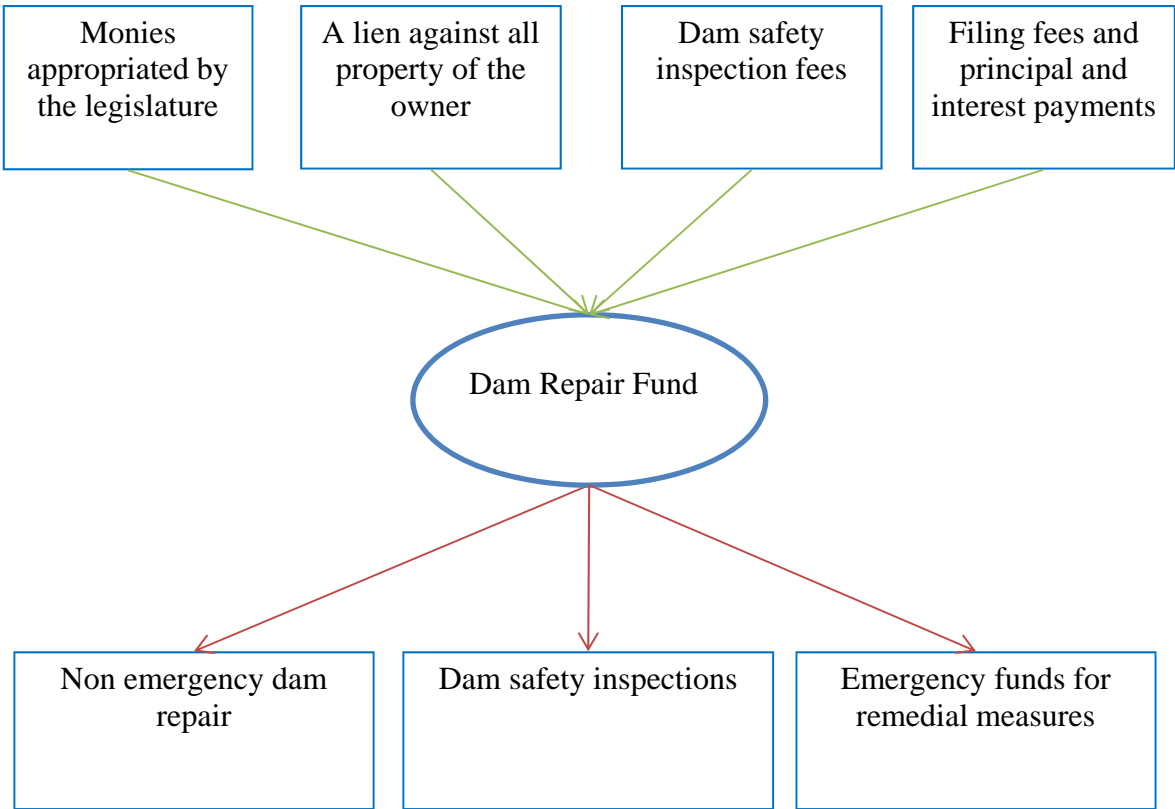 Monies
appropriated by
the legislature
A lien against all
property of the
owner
Dam safety
inspection fees
Filing fees and
principal and
interest payments
Dam Repair Fund
Non emergency dam
repair
Dam safety inspections
Emergency funds for
remedial measures